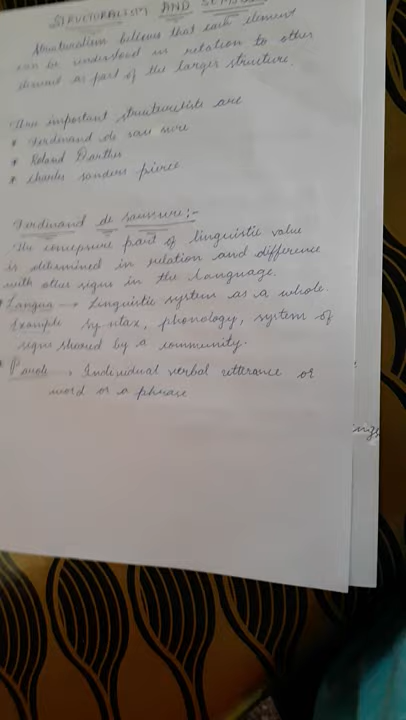 STRUCTURALISM AND
Structuralism believes that each element
can be understood in relation to other
element as part of the larger structure.
Three important structuralists are
* Ferdinand de saussure
* Roland Barthes
* Charles sanders pierce
Ferdinand de saussure:-
The part of linguistic value
is determined in relation and difference
with other signs in the language.
Langua → Linguistic system as a whole.
Example syntax, phonology, system of
signs shared by a community.
* Parole → Individual verbal utterance or
word or a phrase
ings